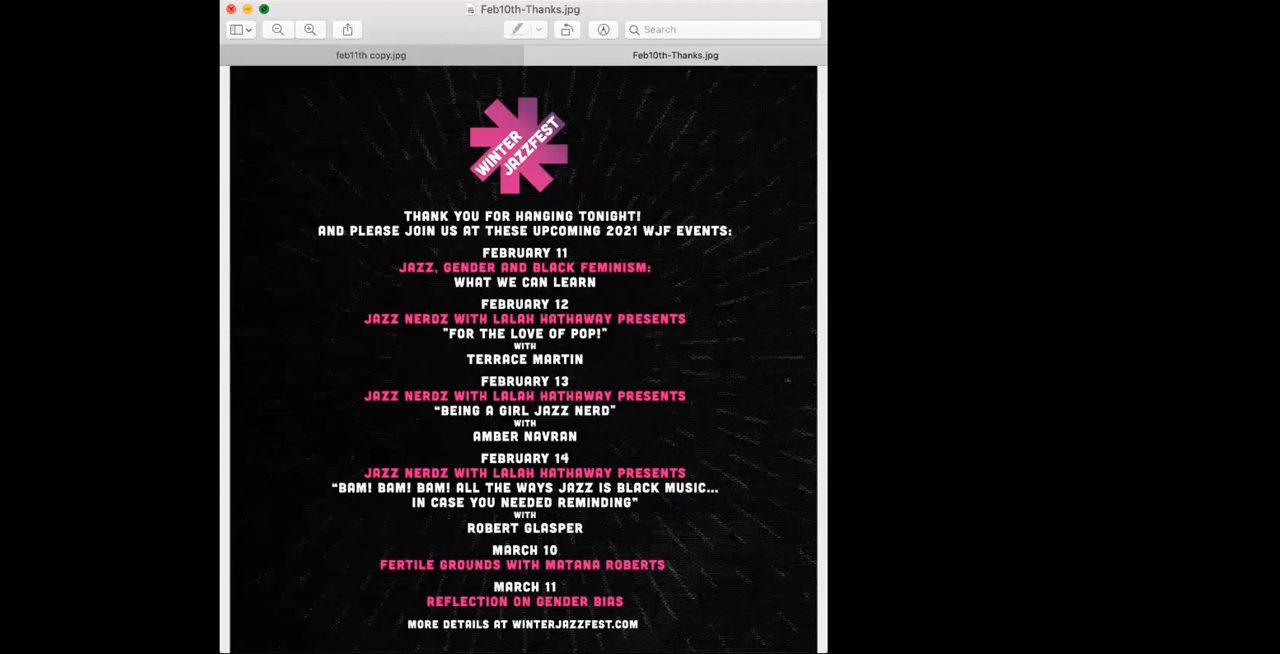 Feb10th-Thanks.jpg
Search
feb11th copy.jpg
Feb10th-Thanks.jpg
WINTER
JAZZFEST
THANK YOU FOR HANGING TONIGHT!
AND PLEASE JOIN US AT THESE UPCOMING 2021 WJF EVENTS:
FEBRUARY 11
JAZZ, GENDER AND BLACK FEMINISM:
WHAT WE CAN LEARN
FEBRUARY 12
JAZZ NERDZ WITH LALAH HATHAWAY PRESENTS
"FOR THE LOVE OF POP!"
WITH
TERRACE MARTIN
FEBRUARY 13
JAZZ NERDZ WITH LALAH HATHAWAY PRESENTS
“BEING A GIRL JAZZ NERD”
WITH
AMBER NAVRAN
FEBRUARY 14
JAZZ NERDZ WITH LALAH HATHAWAY PRESENTS
“BAM! BAM! BAM! ALL THE WAYS JAZZ IS BLACK MUSIC...
IN CASE YOU NEEDED REMINDING”
WITH
ROBERT GLASPER
MARCH 10
FERTILE GROUNDS WITH MATANA ROBERTS
MARCH 11
REFLECTION ON GENDER BIAS
MORE DETAILS AT WINTERJAZZFEST.COM